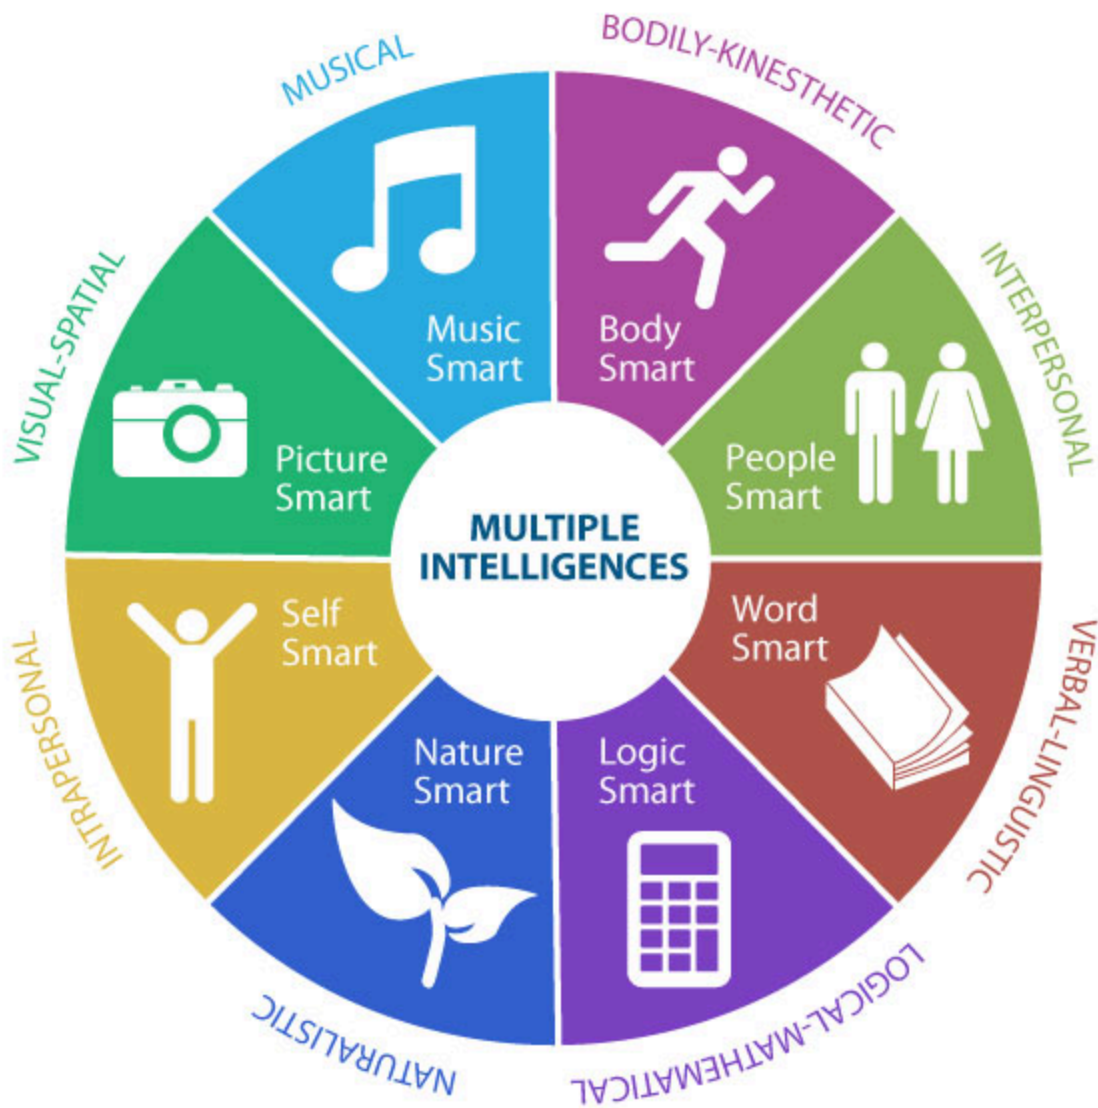 MUSICAL
BODILY-KINESTHETIC
INTERPERSONAL
VERBAL-LINGUISTIC
LOGICAL-MATHEMATICAL
NATURALISTIC
INTRAPERSONAL
VISUAL-SPATIAL
Music
Smart
Body
Smart
People
Smart
Word
Smart
Logic
Smart
Nature
Smart
Self
Smart
Picture
Smart
MULTIPLE
INTELLIGENCES